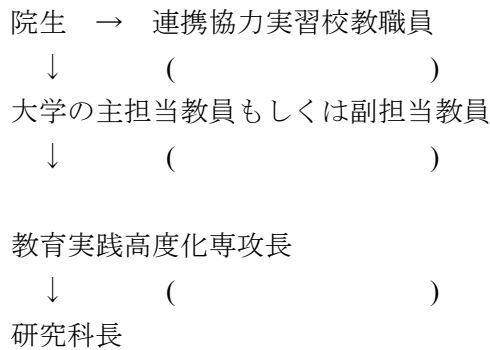 院生　→　連携協力実習校教職員
↓　　　(　　　　　　　　　)
大学の主担当教員もしくは副担当教員
↓　　　(　　　　　　　　　)
教育実践高度化専攻長
↓　　　(　　　　　　　　　)
研究科長